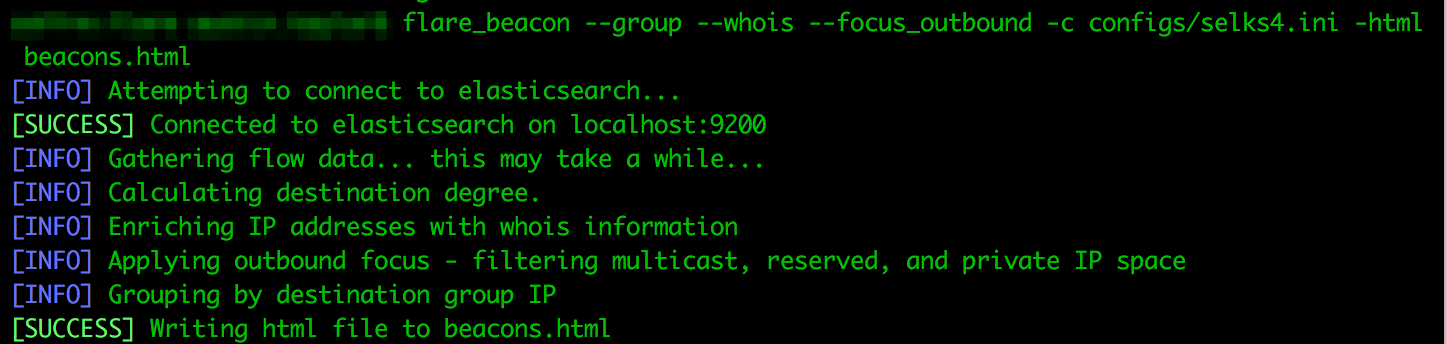 flare_beacon --group --whois --focus_outbound -c configs/selks4.ini -html
beacons.html
[INFO] Attempting to connect to elasticsearch...
[SUCCESS] Connected to elasticsearch on localhost:9200
[INFO] Gathering flow data... this may take a while...
[INFO] Calculating destination degree.
[INFO] Enriching IP addresses with whois information
[INFO] Applying outbound focus - filtering multicast, reserved, and private IP space
[INFO] Grouping by destination group IP
[SUCCESS] Writing html file to beacons.html